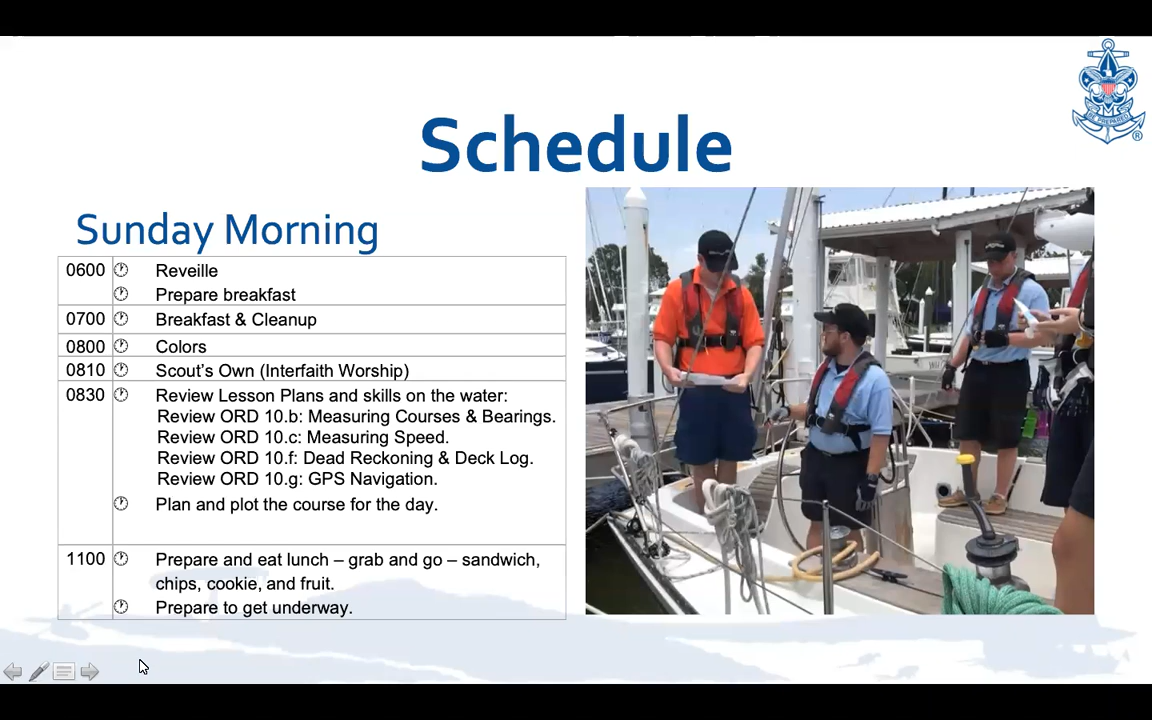 Schedule
Sunday Morning
0600 Reveille
Prepare breakfast
0700 Breakfast & Cleanup
0800 Colors
0810 Scout's Own (Interfaith Worship)
0830 Review Lesson Plans and skills on the water:
Review ORD 10.b: Measuring Courses & Bearings.
Review ORD 10.c: Measuring Speed.
Review ORD 10.f: Dead Reckoning & Deck Log.
Review ORD 10.g: GPS Navigation.
Plan and plot the course for the day.
1100 Prepare and eat lunch – grab and go – sandwich,
chips, cookie, and fruit.
Prepare to get underway.
BE PREPARED
®